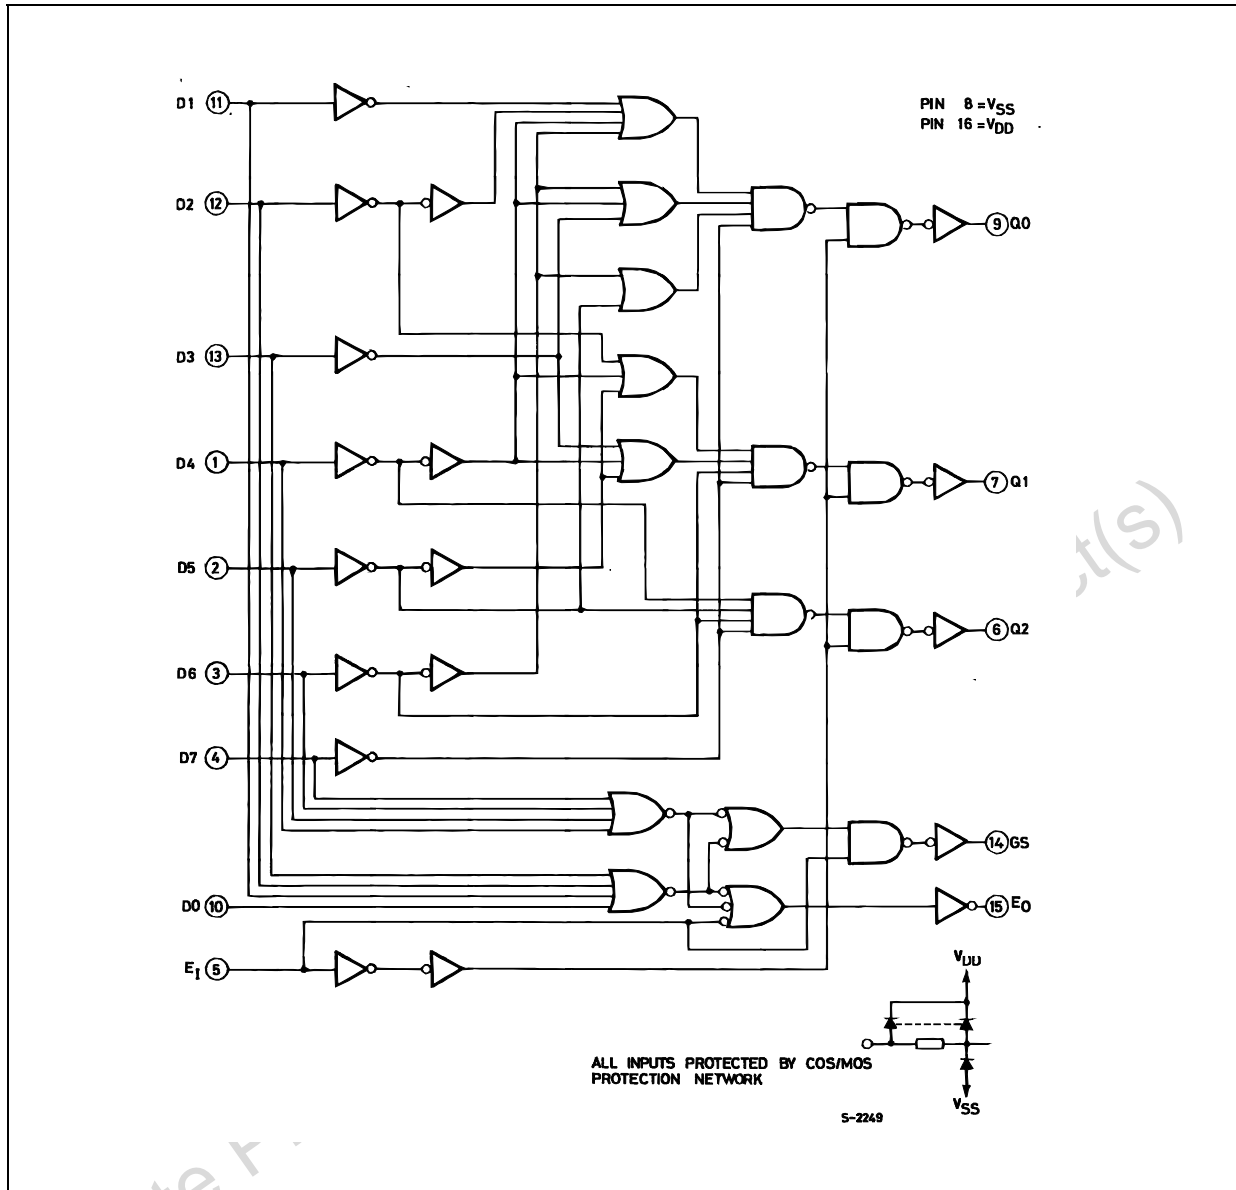 D1 11
PIN 8 =VSS
PIN 16 =VDD
D2 12
9 Q0
D3 13
D4 1
7 Q1
D5 2
6 Q2
D6 3
D7 4
14 GS
D0 10
15 EO
EI 5
VDD
ALL INPUTS PROTECTED BY COS/MOS
PROTECTION NETWORK
VSS
S-2249
ct(s)
te P